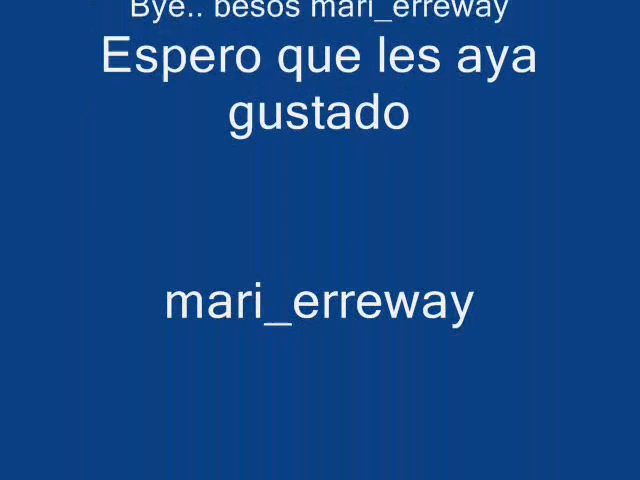 Bye.. besos mari_erreway
Espero que les aya
gustado
mari_erreway